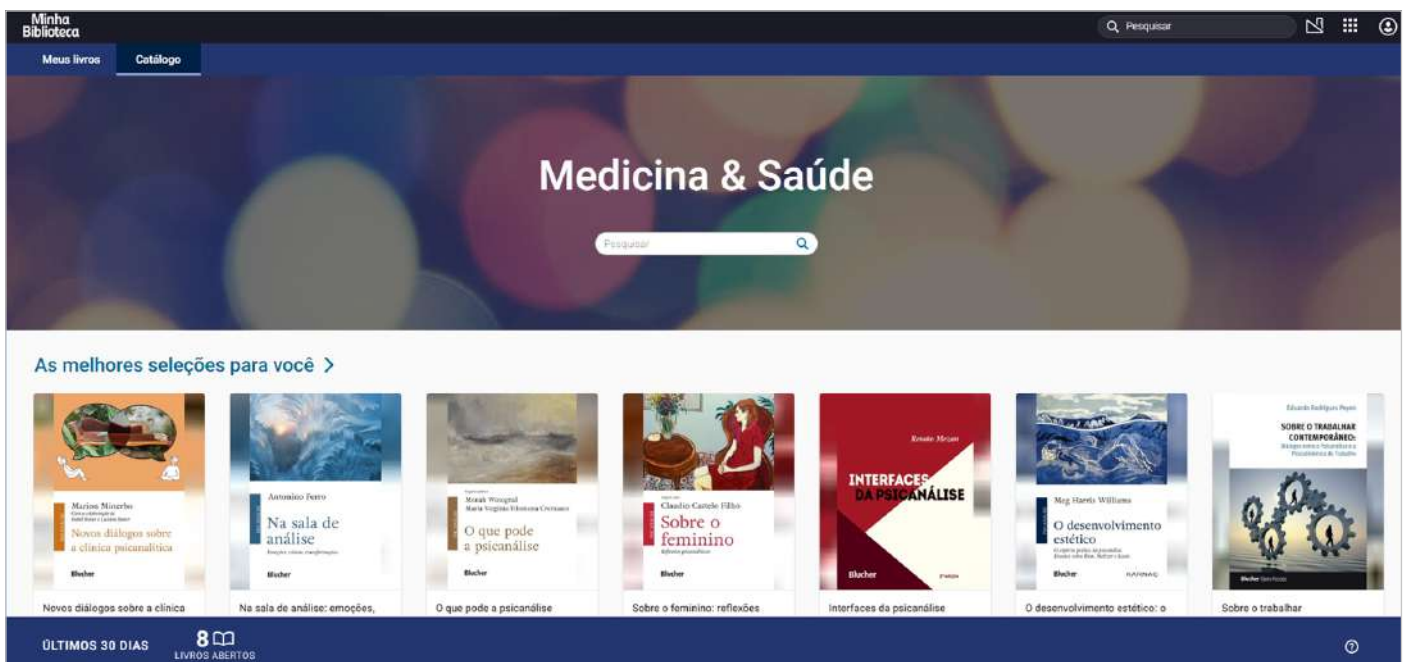 Minha
Biblioteca
Pesquisar
Meus livros
Catálogo
Medicina & Saúde
Pesquisar
As melhores seleções para você
Marion Minerbo
Novos diálogos sobre
a clínica psicanalítica
Blucher
Antonino Ferro
Na sala de
análise
Blucher
O que pode
a psicanálise
Blucher
Claudio Castelo Filho
Sobre o
feminino
Blucher
Renato Mezan
INTERFACES
DA PSICANÁLISE
Blucher
Meg Harris Williams
O desenvolvimento
estético
Blucher
KARNAC
SOBRE O TRABALHAR
CONTEMPORÂNEO:
Blucher
Novos diálogos sobre a clínica
Na sala de análise: emoções,
O que pode a psicanálise
Sobre o feminino: reflexões
Interfaces da psicanálise
O desenvolvimento estético: o
Sobre o trabalhar
ÚLTIMOS 30 DIAS
8
LIVROS ABERTOS